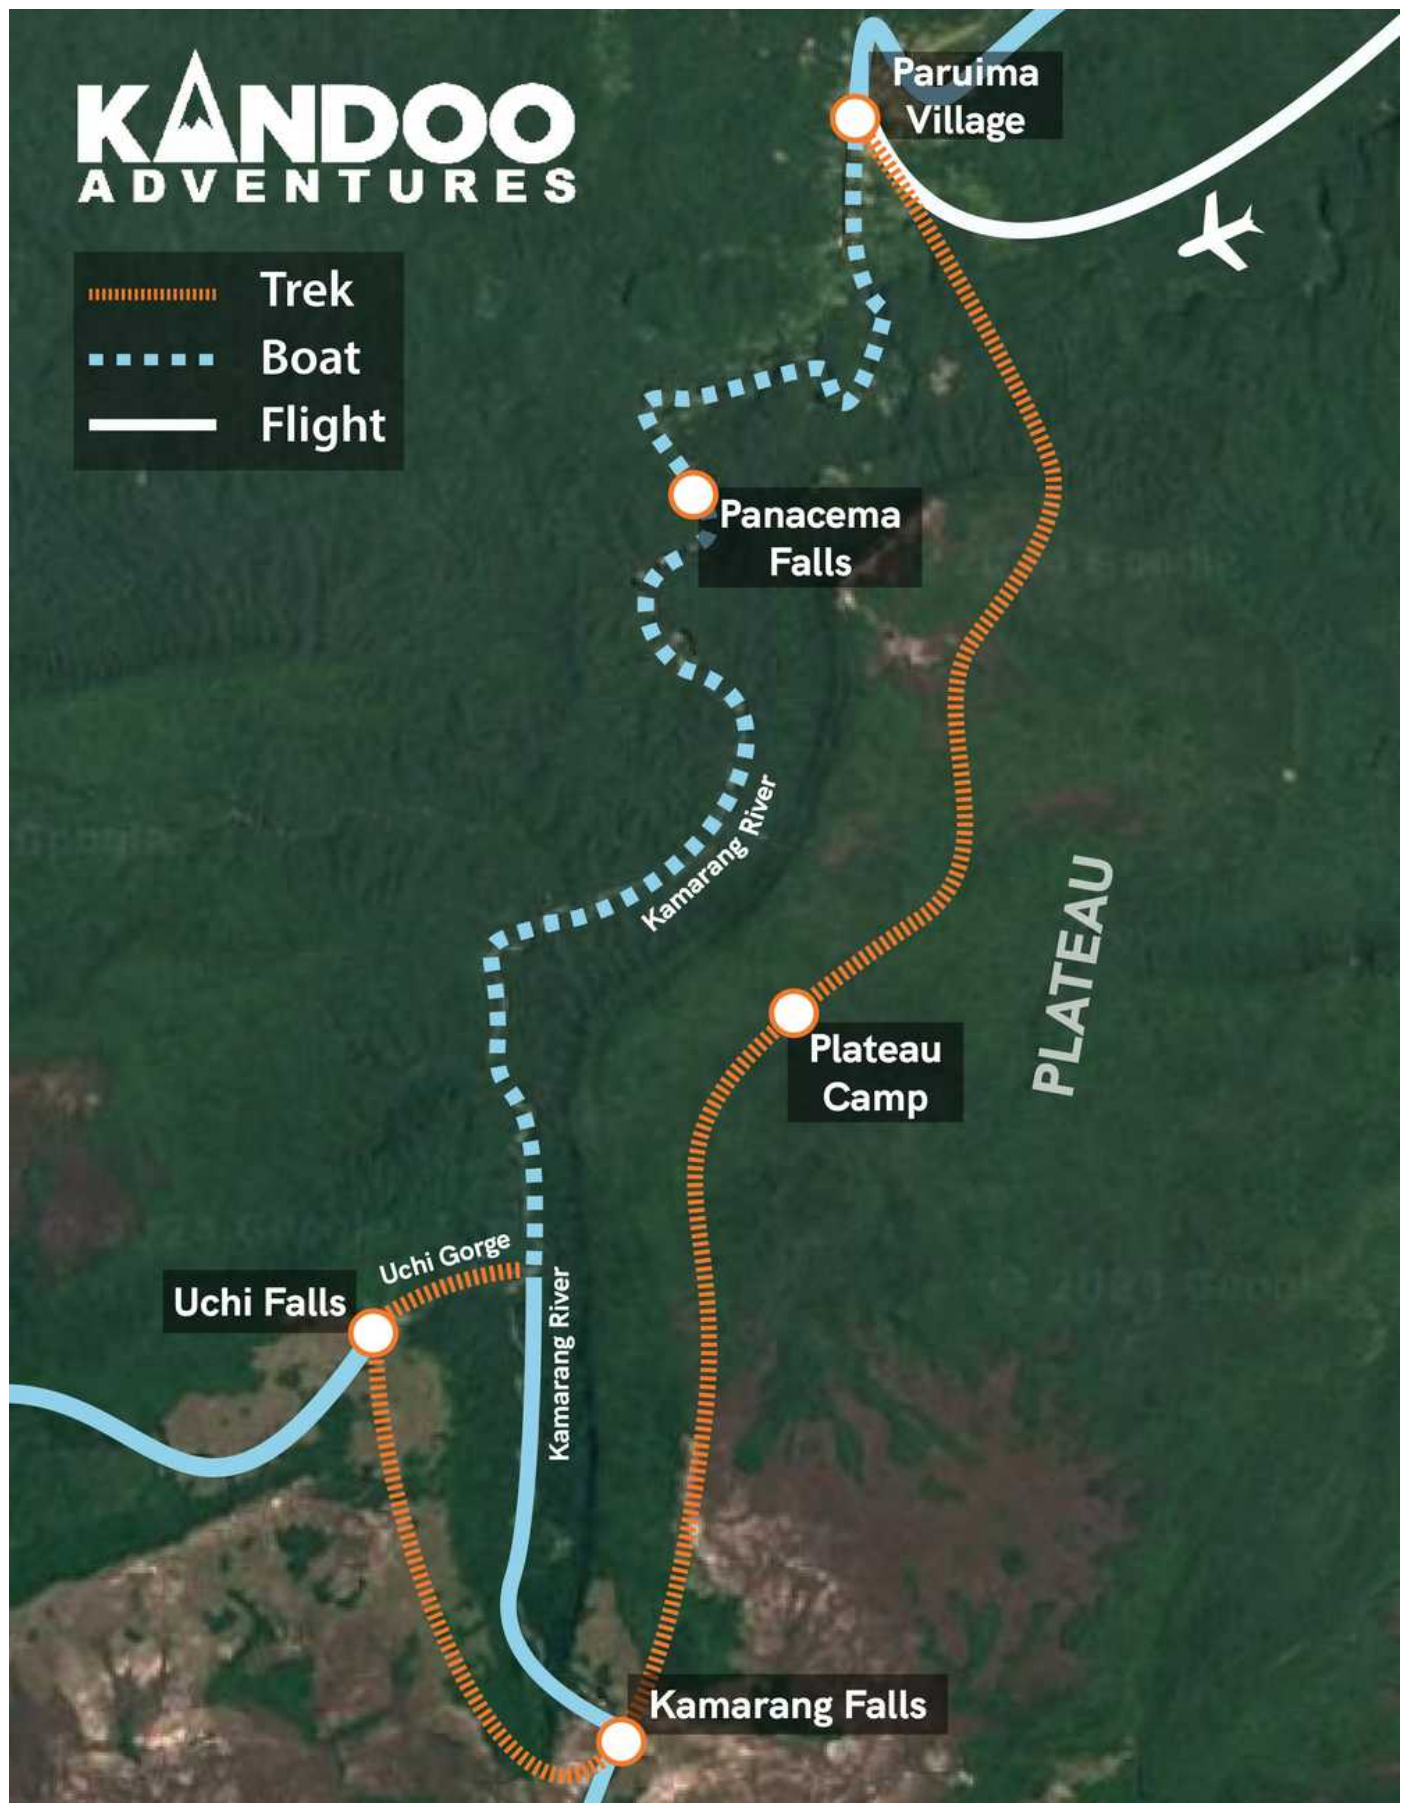 KANDOO
ADVENTURES
Trek
Boat
Flight
Paruima
Village
Panacema
Falls
Kamarang River
PLATEAU
Plateau
Camp
Uchi Gorge
Uchi Falls
Kamarang River
Kamarang Falls